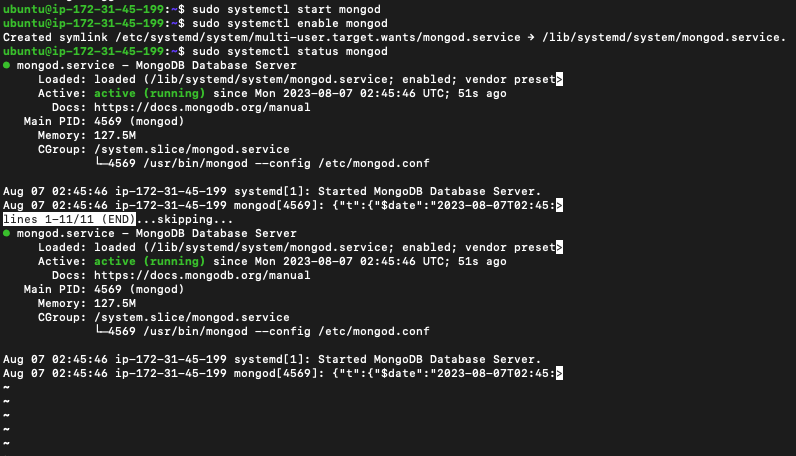 ubuntu@ip-172-31-45-199:~$ sudo systemctl start mongod
ubuntu@ip-172-31-45-199:~$ sudo systemctl enable mongod
Created symlink /etc/systemd/system/multi-user.target.wants/mongod.service → /lib/systemd/system/mongod.service.
ubuntu@ip-172-31-45-199:~$ sudo systemctl status mongod
● mongod.service - MongoDB Database Server
     Loaded: loaded (/lib/systemd/system/mongod.service; enabled; vendor preset>
     Active: active (running) since Mon 2023-08-07 02:45:46 UTC; 51s ago
       Docs: https://docs.mongodb.org/manual
   Main PID: 4569 (mongod)
     Memory: 127.5M
     CGroup: /system.slice/mongod.service
             └─4569 /usr/bin/mongod --config /etc/mongod.conf

Aug 07 02:45:46 ip-172-31-45-199 systemd[1]: Started MongoDB Database Server.
Aug 07 02:45:46 ip-172-31-45-199 mongod[4569]: {"t":{"$date":"2023-08-07T02:45:>
lines 1-11/11 (END)...skipping...
● mongod.service - MongoDB Database Server
     Loaded: loaded (/lib/systemd/system/mongod.service; enabled; vendor preset>
     Active: active (running) since Mon 2023-08-07 02:45:46 UTC; 51s ago
       Docs: https://docs.mongodb.org/manual
   Main PID: 4569 (mongod)
     Memory: 127.5M
     CGroup: /system.slice/mongod.service
             └─4569 /usr/bin/mongod --config /etc/mongod.conf

Aug 07 02:45:46 ip-172-31-45-199 systemd[1]: Started MongoDB Database Server.
Aug 07 02:45:46 ip-172-31-45-199 mongod[4569]: {"t":{"$date":"2023-08-07T02:45:>
~
~
~
~
~